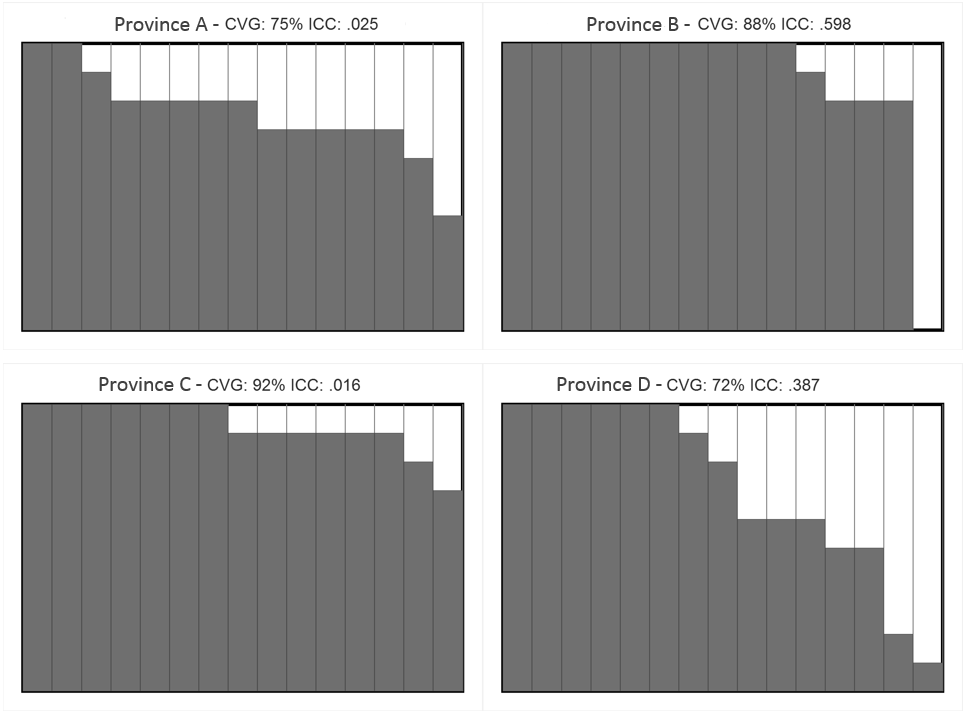 Province A - CVG: 75% ICC: .025
Province B - CVG: 88% ICC: .598
Province C - CVG: 92% ICC: .016
Province D - CVG: 72% ICC: .387